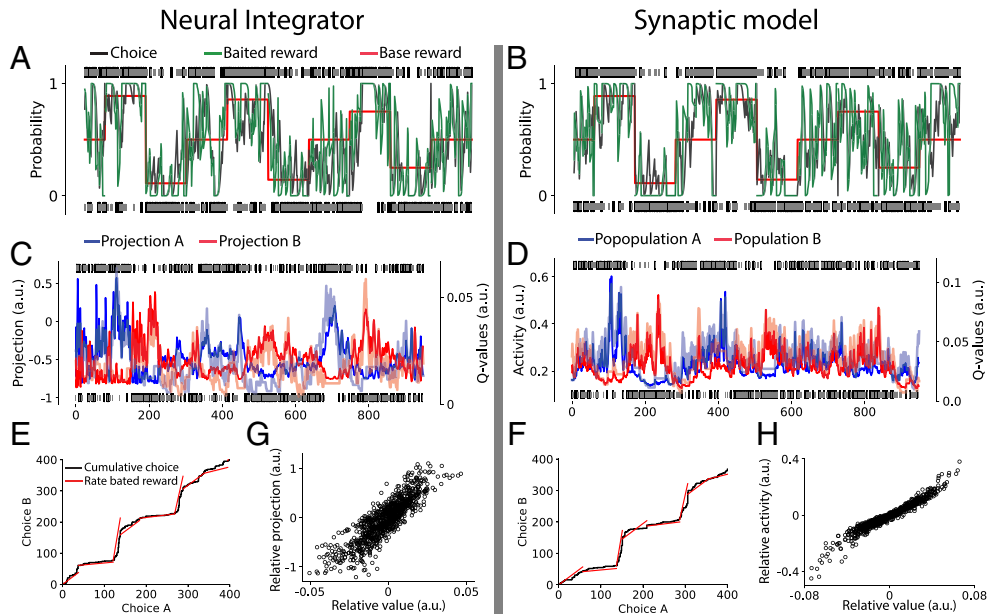 Neural Integrator
Synaptic model
A
Choice
Baited reward
Base reward
B
1
Probability
0
1
Probability
0
Projection A
Projection B
C
0.5
0
-0.5
-1
Projection (a.u.)
0.05
0
Q-values (a.u.)
0 200 400 600 800
Popopulation A
Population B
D
0.6
0.4
0.2
Activity (a.u.)
0.1
0.05
0.0
Q-values (a.u.)
0 200 400 600 800
E
400
300
200
100
0
Choice B
Cumulative choice
Rate bated reward
0 100 200 300 400
Choice A
G
1
0
-1
Relative projection (a.u.)
-0.05 0 0.05
Relative value (a.u.)
F
400
300
200
100
0
Choice B
0 100 200 300 400
Choice A
H
0.4
0
-0.4
Relative activity (a.u.)
-0.08 0 0.08
Relative value (a.u.)